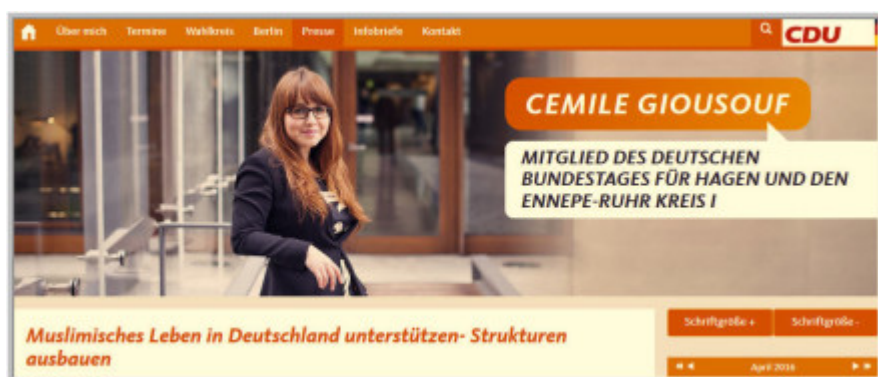 Über mich Termine Wahlkreis Berlin Presse Infobriefe Kontakt
CDU
CEMILE GIOUSOUF
MITGLIED DES DEUTSCHEN
BUNDESTAGES FÜR HAGEN UND DEN
ENNEPE-RUHR KREIS I
Schriftgröße + Schriftgröße -
Muslimisches Leben in Deutschland unterstützen- Strukturen
ausbauen
April 2016